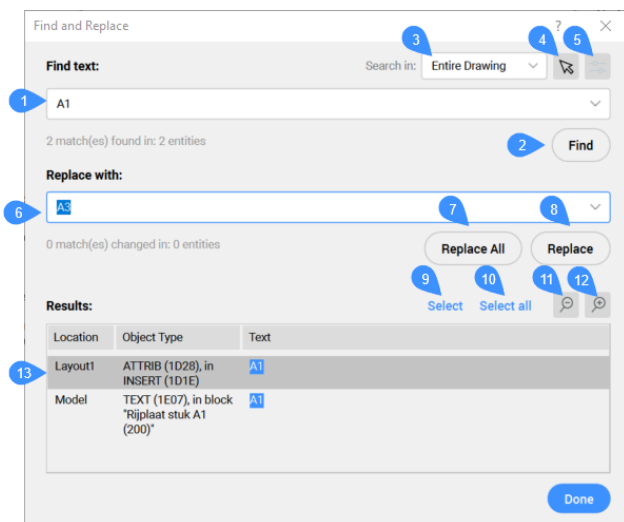 Find and Replace ?
3 4 5
Find text: Search in: Entire Drawing
1 A1
2 match(es) found in: 2 entities 2 Find
Replace with:
6 A3
7 8
0 match(es) changed in: 0 entities Replace All Replace
9 10 11 12
Results: Select Select all
Location Object Type Text
13 Layout1 ATTRIB (1D28), in A1
INSERT (1D1E)
Model TEXT (1E07), in block A1
"Rijplaat stuk A1
(200)"
Done